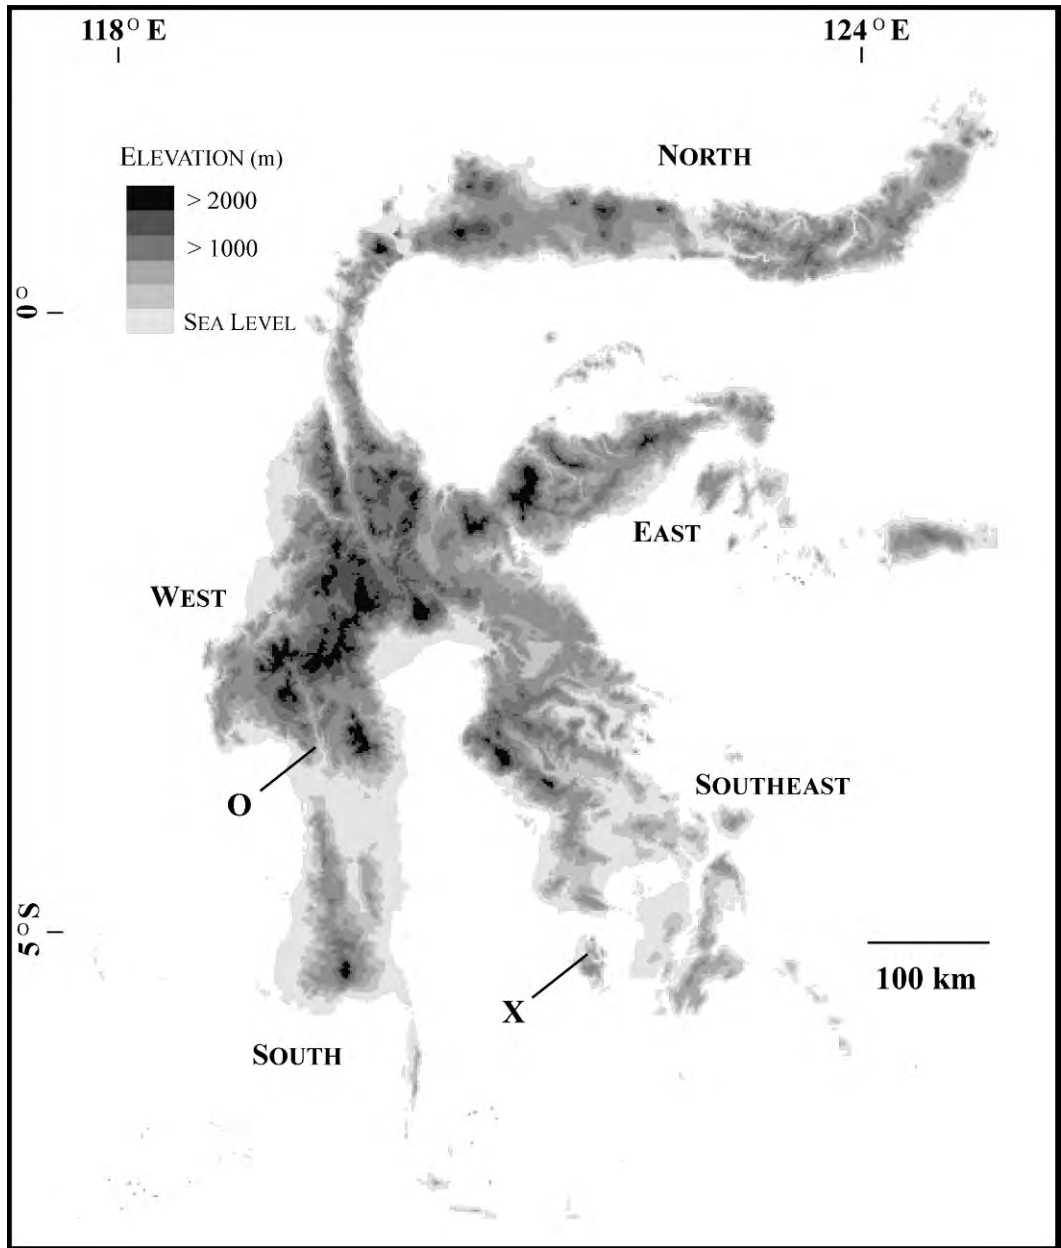 118° E
124° E
NORTH
ELEVATION (m)
> 2000
> 1000
SEA LEVEL
0°
EAST
WEST
SOUTHEAST
O
5°S
100 km
X
SOUTH